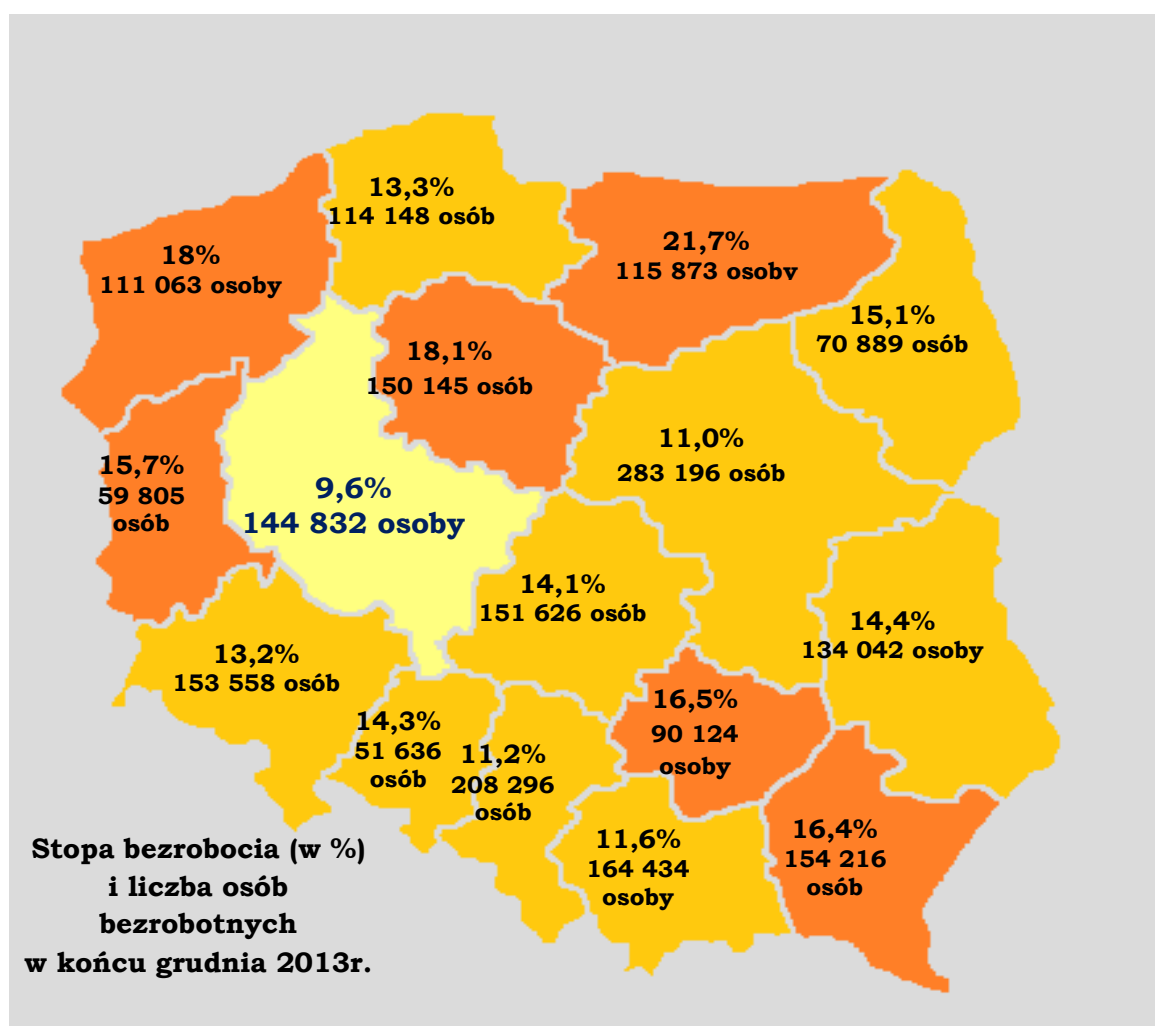 13,3%
114 148 osób
18%
111 063 osoby
21,7%
115 873 osobv
15,1%
70 889 osób
18,1%
150 145 osób
11,0%
283 196 osób
15,7%
59 805
osób
9,6%
144 832 osoby
14,1%
151 626 osób
14,4%
134 042 osoby
13,2%
153 558 osób
16,5%
90 124
osoby
14,3%
51 636
osób
11,2%
208 296
osób
11,6%
164 434
osoby
16,4%
154 216
osób
Stopa bezrobocia (w %)
i liczba osób
bezrobotnych
w końcu grudnia 2013r.